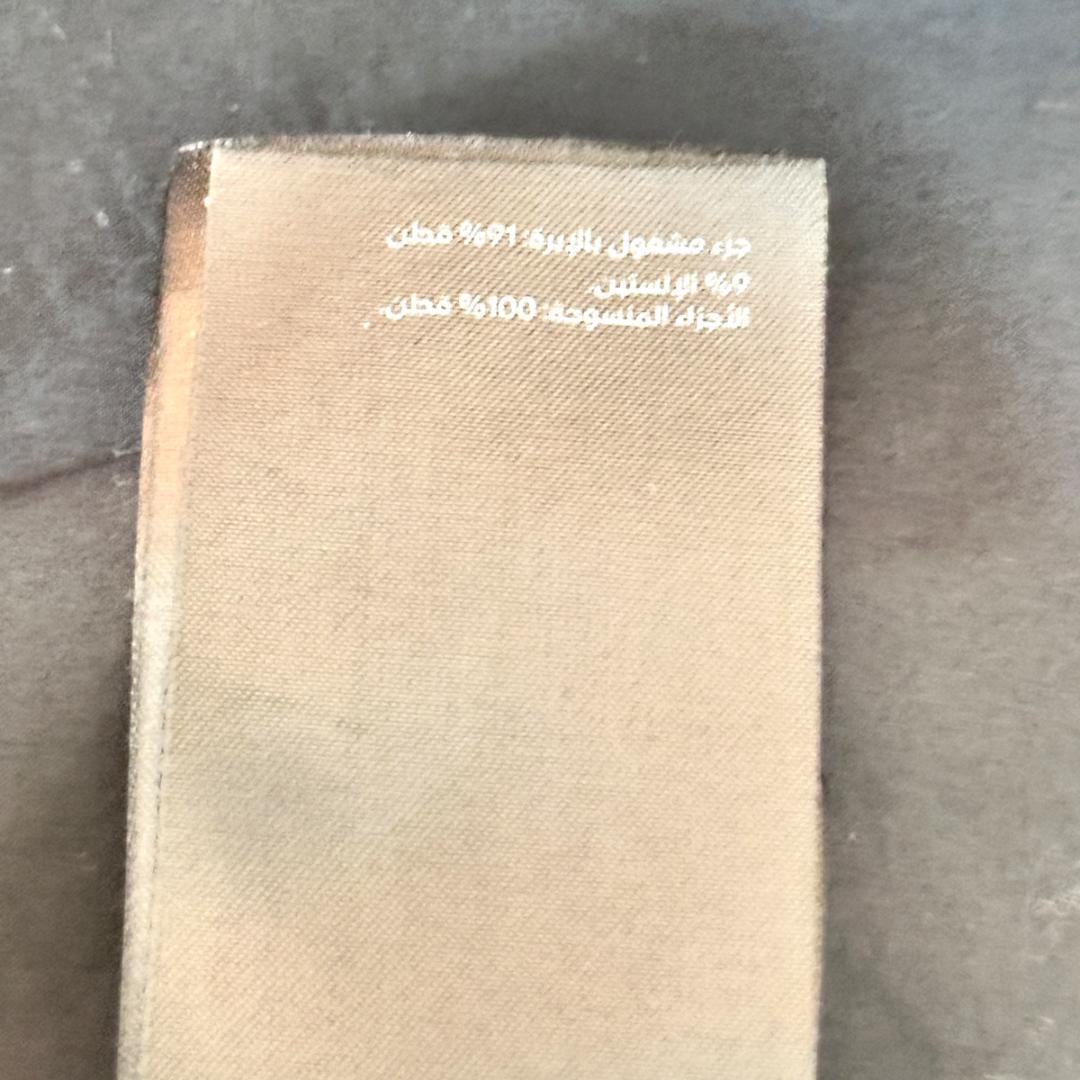 جزء مشغول بالإبرة: 91% قطن
9% الإلستين.
الأجزاء المنسوجة: 100% قطن.